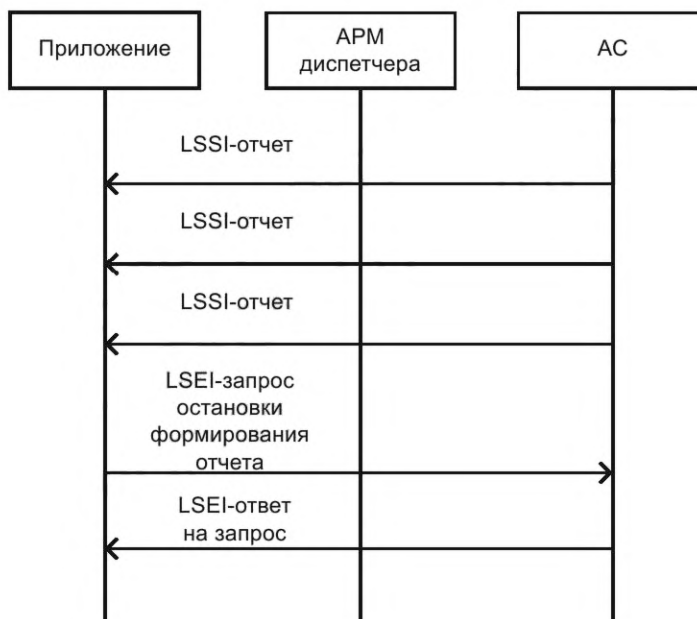 Приложение
АРМ
диспетчера
АС
LSSI-отчет
LSSI-отчет
LSSI-отчет
LSEI-запрос
остановки
формирования
отчета
LSEI-ответ
на запрос